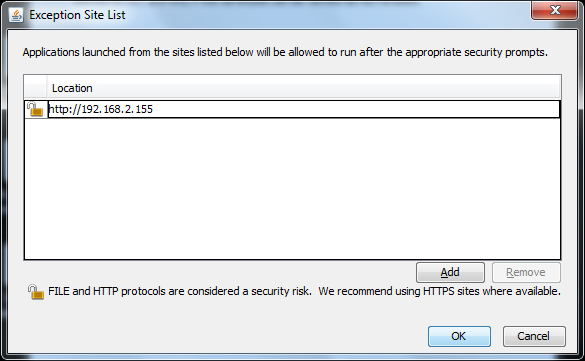 Exception Site List
Applications launched from the sites listed below will be allowed to run after the appropriate security prompts.
Location
http://192.168.2.155
Add
Remove
FILE and HTTP protocols are considered a security risk. We recommend using HTTPS sites where available.
OK
Cancel